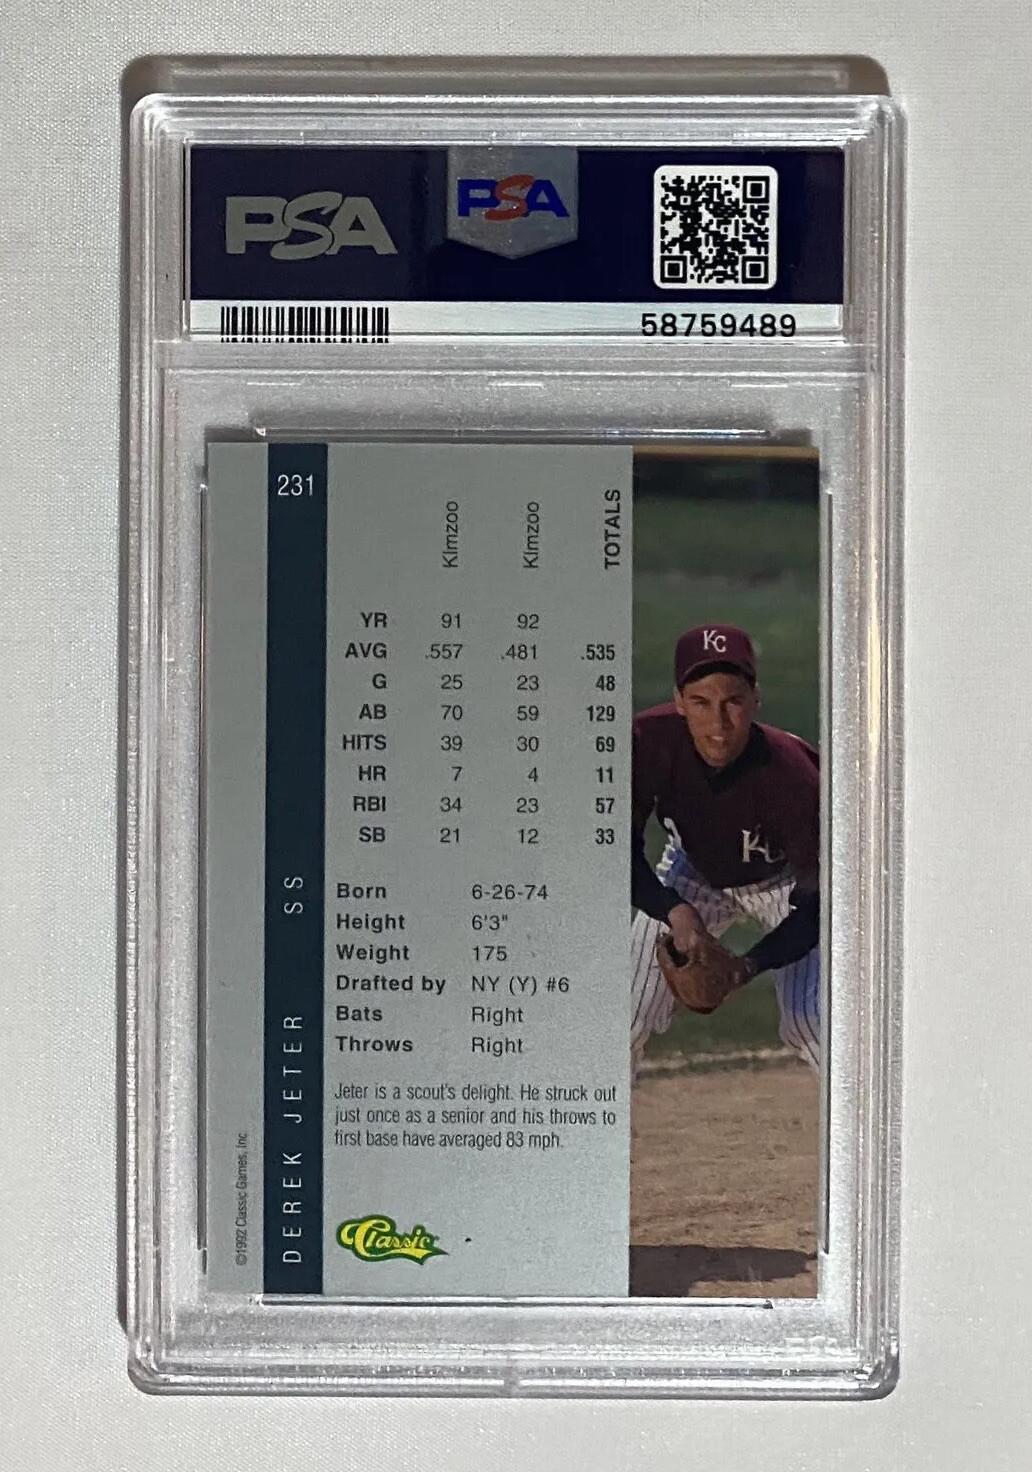 PSA
PSA
58759489
231
Klmzoo Klmzoo TOTALS
YR 91 92
AVG .557 .481 .535
G 25 23 48
AB 70 59 129
HITS 39 30 69
HR 7 4 11
RBI 34 23 57
SB 21 12 33
Born 6-26-74
Height 6'3"
Weight 175
Drafted by NY (Y) #6
Bats Right
Throws Right
Jeter is a scout's delight. He struck out
just once as a senior and his throws to
first base have averaged 83 mph.
Classic
DEREK JETER SS
©1992 Classic Games, Inc
KC
K